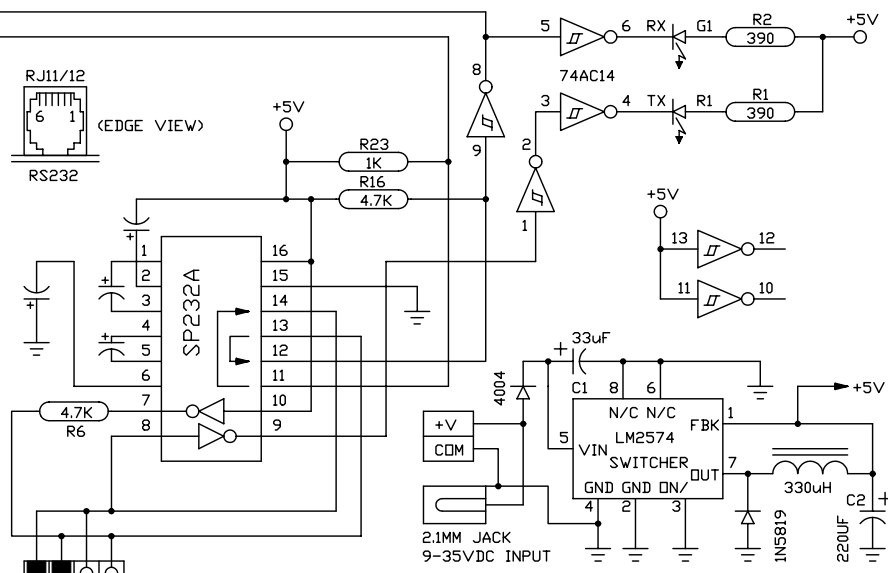 5 6 RX G1 R2 390 +5V
74AC14
8
RJ11/12
6 1
(EDGE VIEW)
RS232
+5V
3 4 TX R1 R1 390
R23
1K
2
9
R16
4.7K
+5V
1
+
13 12
11 10
SP232A
1 16
2 15
3 14
4 13
5 12
6 11
7 10
8 9
+
+
+
4.7K
R6
+ 33uF
C1
4004
8 6
N/C N/C
+5V
+V
COM
5 VIN
LM2574
SWITCHER
FBK 1
OUT 7
GND GND ON/
4 2 3
330uH
C2 +
220UF
1N5819
2.1MM JACK
9-35VDC INPUT